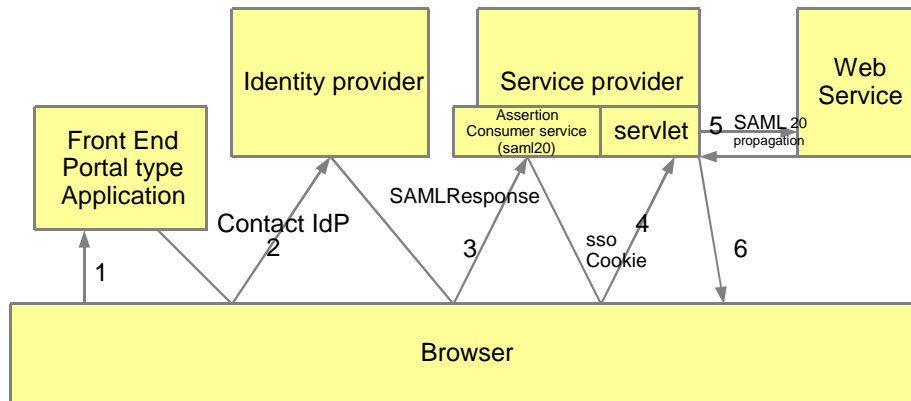 Identity provider
Service provider
Web
Service
Front End
Portal type
Application
Assertion
Consumer service
(saml20)
servlet
5
SAML 20
propagation
Contact IdP
2
SAMLResponse
1
3
sso
Cookie
4
6
Browser